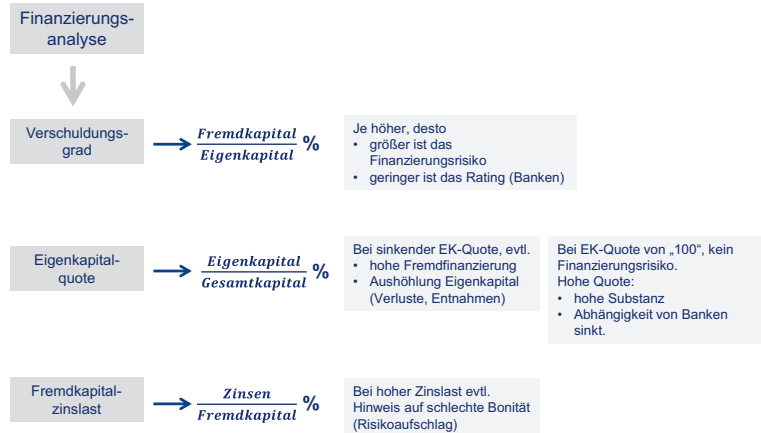 Finanzierungs-
analyse
Verschuldungs-
grad
Fremdkapital
Eigenkapital
%
Je höher, desto
• größer ist das
Finanzierungsrisiko
• geringer ist das Rating (Banken)
Eigenkapital-
quote
Eigenkapital
Gesamtkapital
%
Bei sinkender EK-Quote, evtl.
• hohe Fremdfinanzierung
• Aushöhlung Eigenkapital
(Verluste, Entnahmen)
Bei EK-Quote von „100“, kein
Finanzierungsrisiko.
Hohe Quote:
• hohe Substanz
• Abhängigkeit von Banken
sinkt.
Fremdkapital-
zinslast
Zinsen
Fremdkapital
%
Bei hoher Zinslast evtl.
Hinweis auf schlechte Bonität
(Risikoaufschlag)